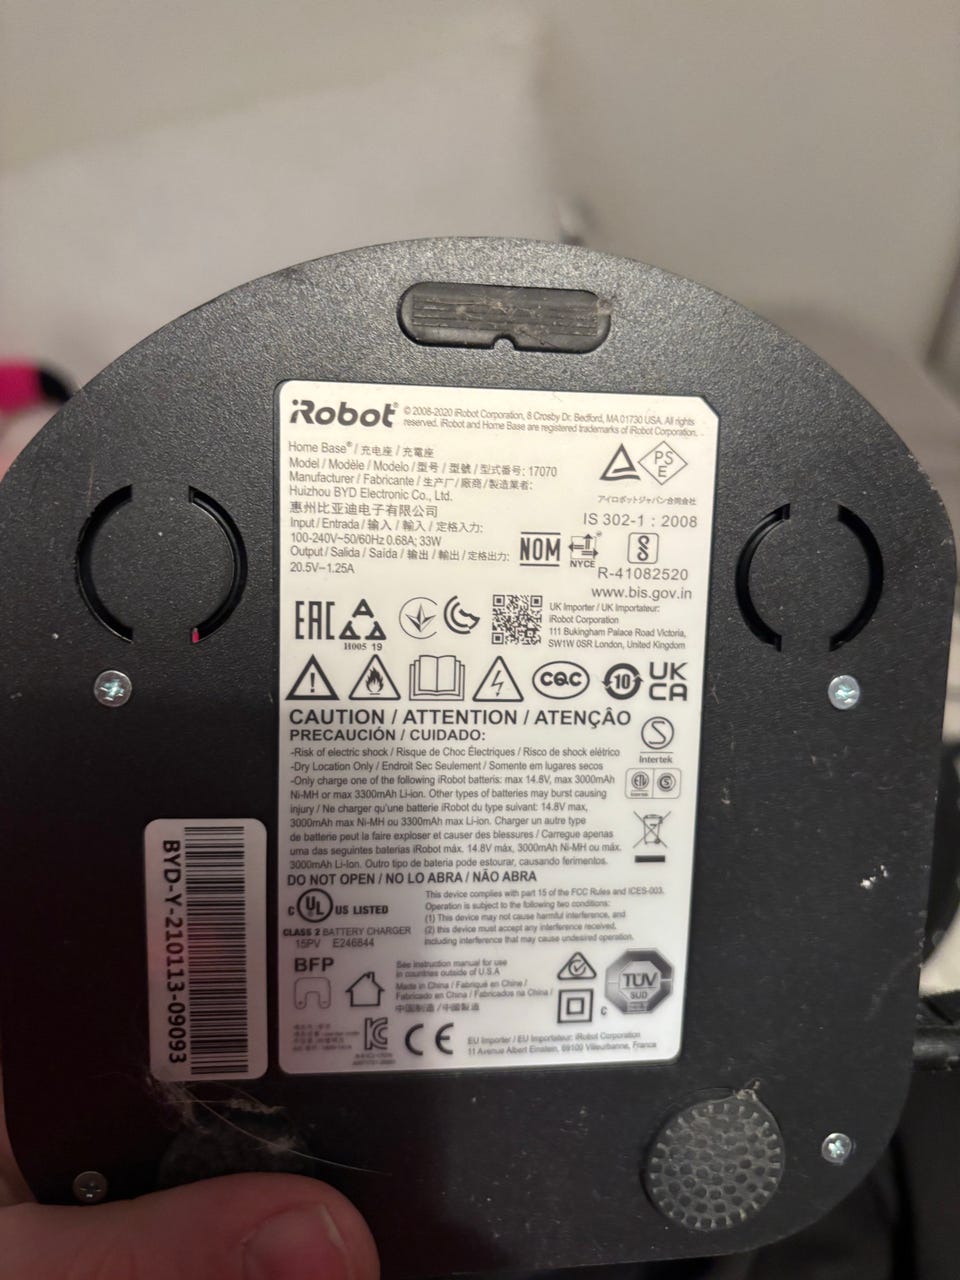 iRobot® © 2008-2020 iRobot Corporation, 8 Crosby Dr. Bedford, MA 01730 USA. All rights
reserved. iRobot and Home Base are registered trademarks of iRobot Corporation.
Home Base® / 充电座 / 充電座
Model / Modèle / Modelo / 型号 / 型號 / 型式番号: 17070
Manufacturer / Fabricante / 生产厂 / 廠商 / 製造業者:
Huizhou BYD Electronic Co., Ltd.
惠州比亚迪电子有限公司
Input / Entrada / 输入 / 輸入 / 定格入力:
100-240V~50/60Hz 0.68A; 33W
Output / Salida / Saída / 输出 / 輸出 / 定格出力:
20.5V⎓1.25A
PS
E
アイロボットジャパン合同会社
IS 302-1 : 2008
NOM
NYCE
R-41082520
www.bis.gov.in
EAC
H005 19
UK Importer / UK Importateur:
iRobot Corporation
111 Bukingham Palace Road Victoria,
SW1W 0SR London, United Kingdom
CQC
10
UK
CA
CAUTION / ATTENTION / ATENÇÂO
PRECAUCIÓN / CUIDADO:
-Risk of electric shock / Risque de Choc Électriques / Risco de shock elétrico
-Dry Location Only / Endroit Sec Seulement / Somente em lugares secos
-Only charge one of the following iRobot batteris: max 14.8V, max 3000mAh
Ni-MH or max 3300mAh Li-ion. Other types of batteries may burst causing
injury / Ne charger qu'une batterie iRobot du type suivant: 14.8V max,
3000mAh max Ni-MH ou 3300mAh max Li-ion. Charger un autre type
de batterie peut la faire exploser et causer des blessures / Carregue apenas
uma das seguintes baterias iRobot máx. 14.8V máx, 3000mAh Ni-MH ou máx.
3000mAh Li-Ion. Outro tipo de bateria pode estourar, causando ferimentos.
S
Intertek
ETL
Intertek
S
DO NOT OPEN / NO LO ABRA / NÃO ABRA
C UL US LISTED
CLASS 2 BATTERY CHARGER
15PV E246844
This device complies with part 15 of the FCC Rules and ICES-003.
Operation is subject to the following two conditions:
(1) This device may not cause harmful interference, and
(2) this device must accept any interference received,
including interference that may cause undesired operation.
BFP
See instruction manual for use
in countries outside of U.S.A
Made in China / Fabriqué en Chine /
Fabricado en China / Fabricados na China /
中国制造 / 中國製造
TÜV
SUD
C
KC
CE
EU Importer / EU Importateur: iRobot Corporation
11 Avenue Albert Einstein, 69100 Villeurbanne, France
BYD-Y-210113-09093